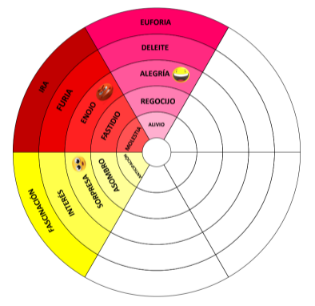 EUFORIA
DELEITE
ALEGRÍA
REGOCIJO
ALIVIO
IRA
FURIA
ENOJO
FASTIDIO
MOLESTIA
FASCINACIÓN
INTERÉS
SORPRESA
ASOMBRO